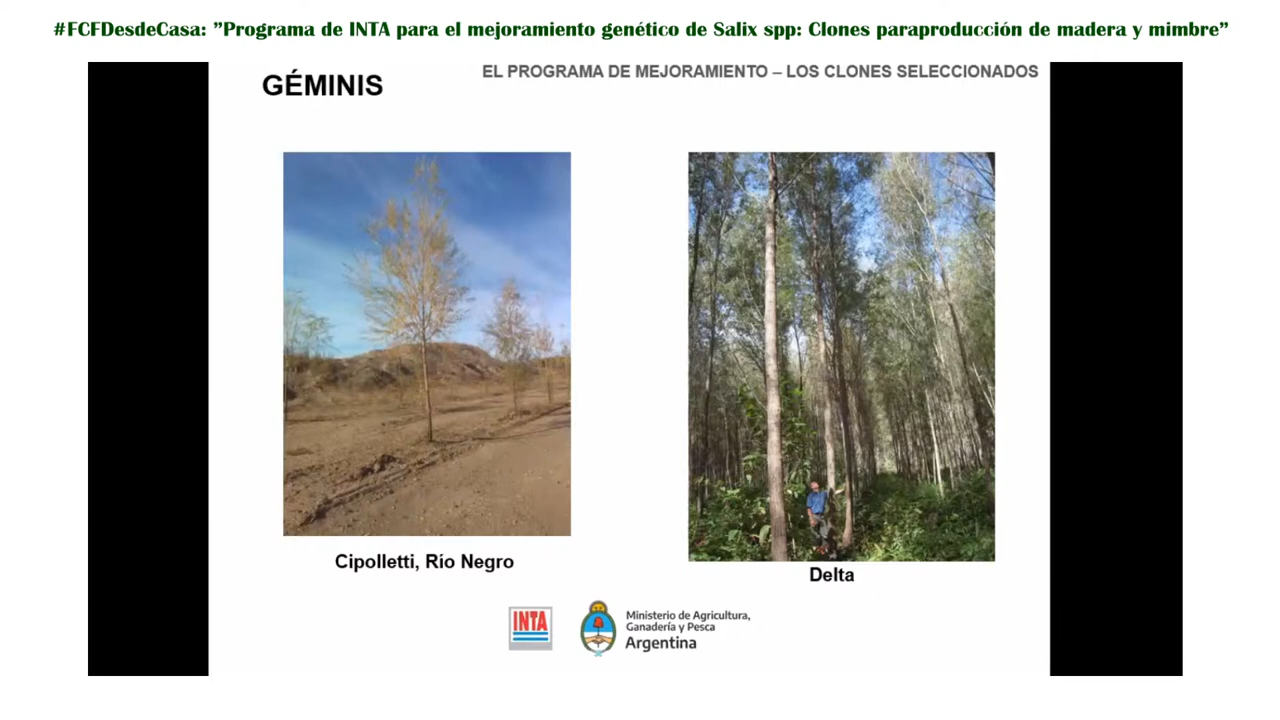 #FCFDesdeCasa: ”Programa de INTA para el mejoramiento genético de Salix spp: Clones paraproducción de madera y mimbre”
EL PROGRAMA DE MEJORAMIENTO – LOS CLONES SELECCIONADOS
GÉMINIS
Cipolletti, Río Negro
Delta
INTA
Ministerio de Agricultura,
Ganadería y Pesca
Argentina